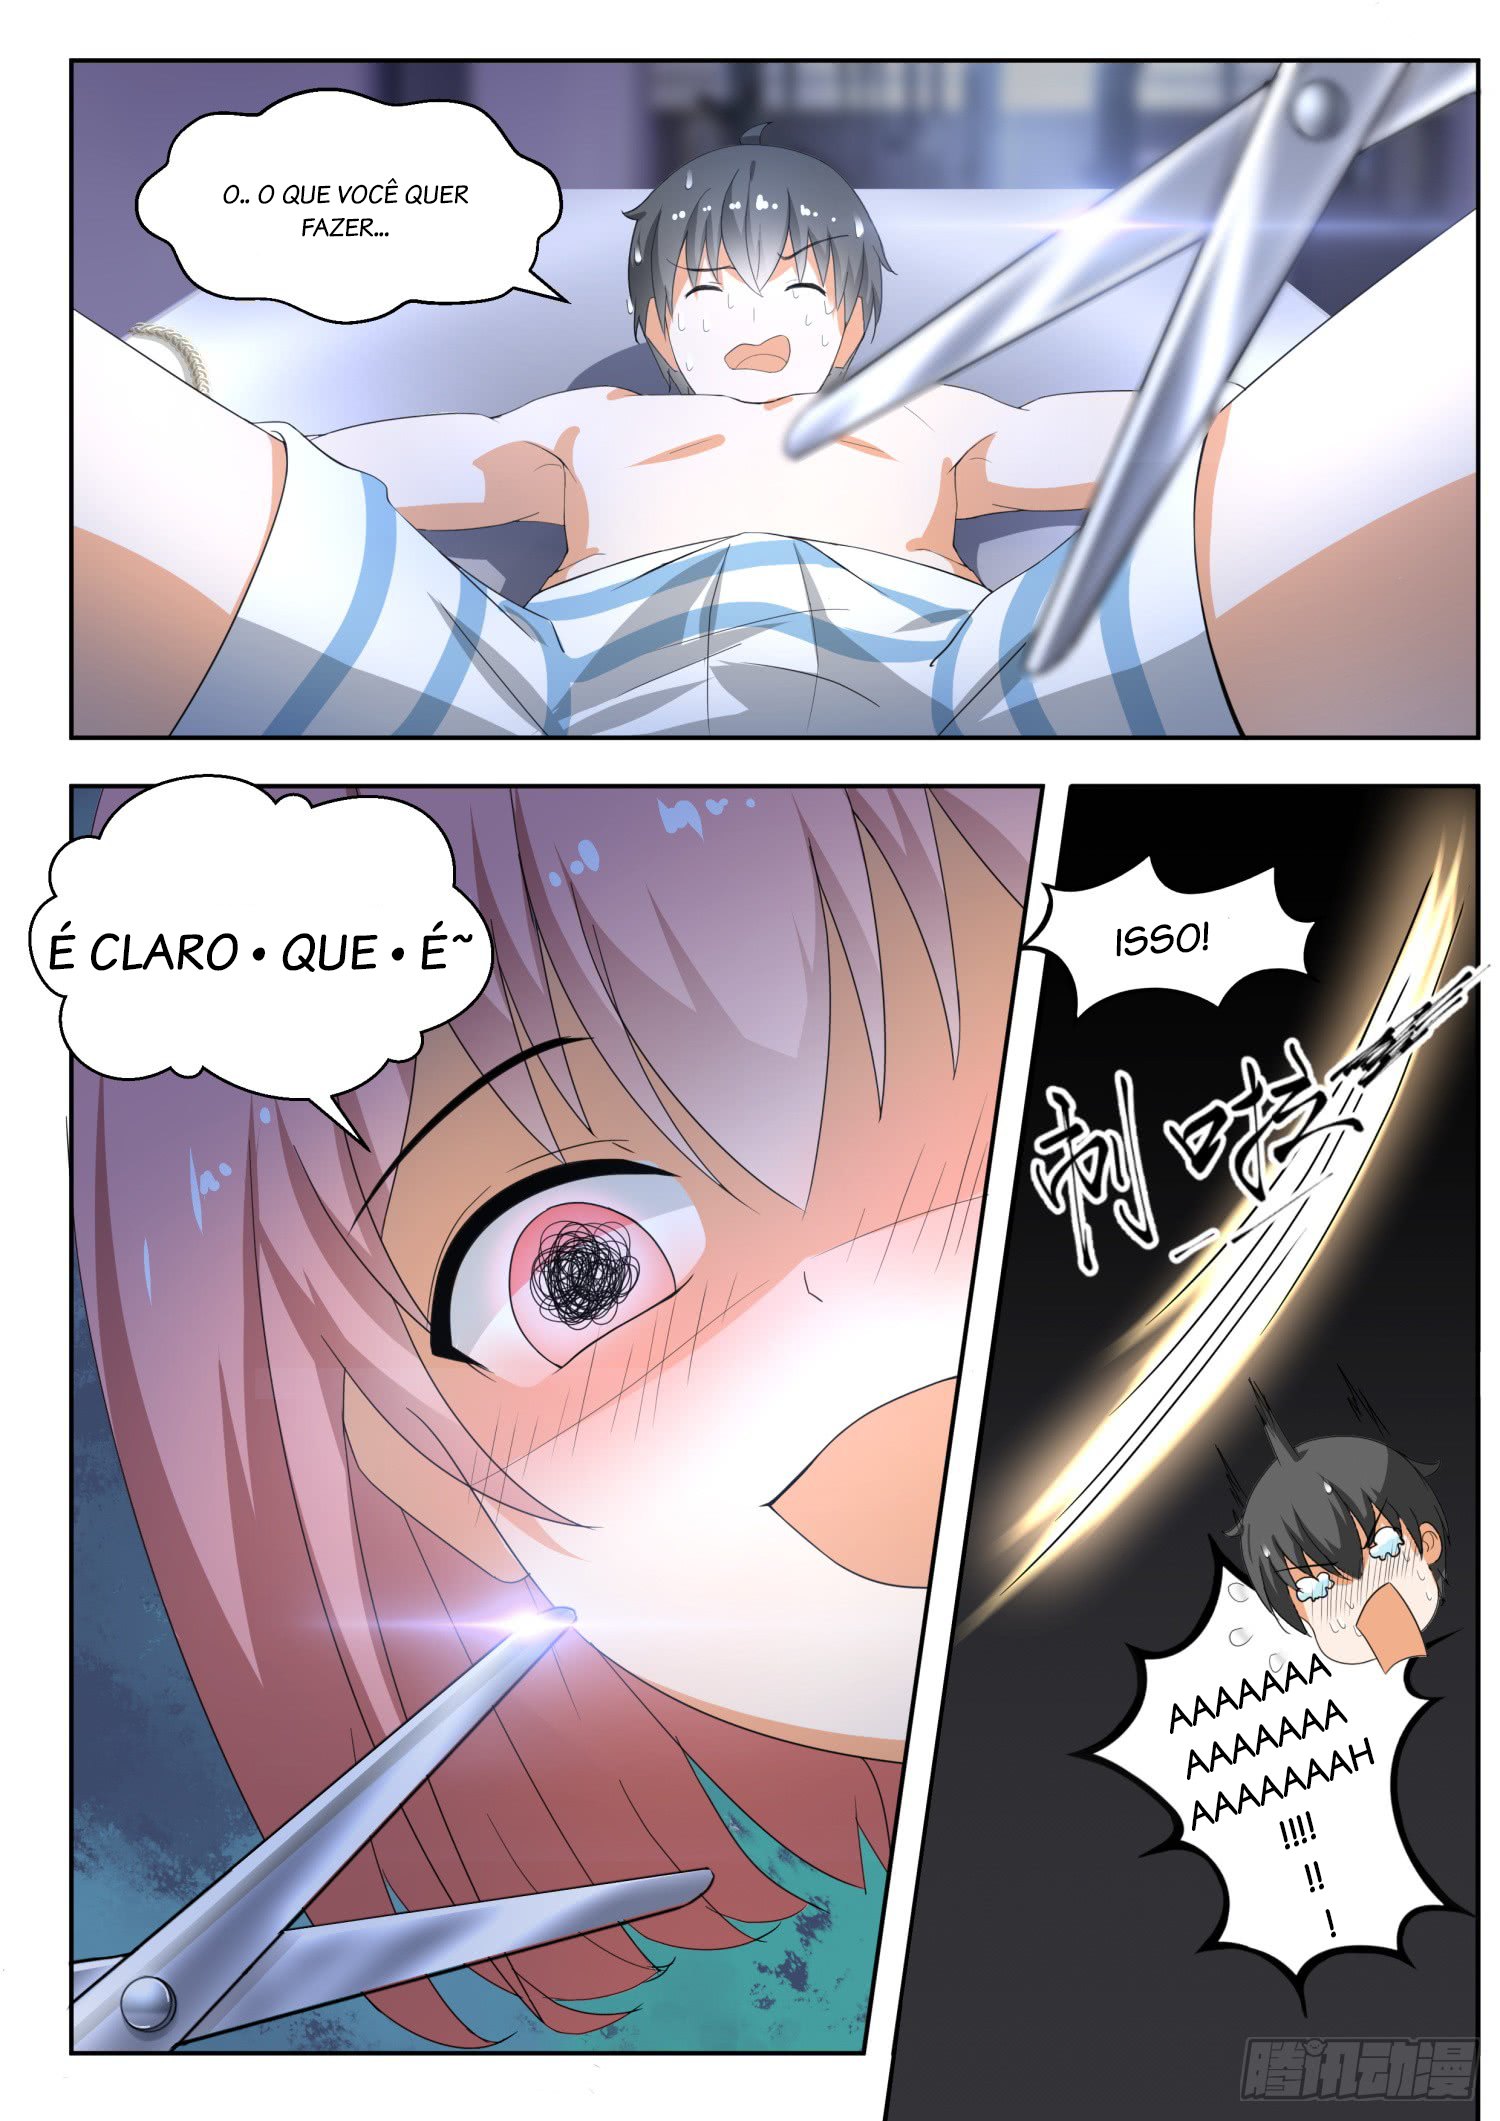 O.. O QUE VOCÊ QUER
FAZER...
É CLARO • QUE • É~
ISSO!
刺啦
AAAAAAA
AAAAAAA
AAAAAAAH
!!!!
!!
!
腾讯动漫